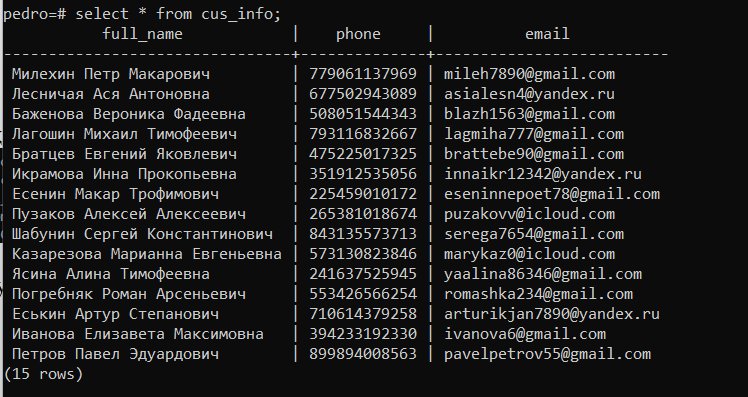 pedro=# select * from cus_info;
full_name | phone | email
---------------------------------+--------------+--------------------------
Милехин Петр Макарович | 779061137969 | mileh7890@gmail.com
Лесничая Ася Антоновна | 677502943089 | asialesn4@yandex.ru
Баженова Вероника Фадеевна | 508051544343 | blazh1563@gmail.com
Лагошин Михаил Тимофеевич | 793116832667 | lagmiha777@gmail.com
Братцев Евгений Яковлевич | 475225017325 | brattebe90@gmail.com
Икрамова Инна Прокопьевна | 351912535056 | innaikr12342@yandex.ru
Есенин Макар Трофимович | 225459010172 | eseninnepoet78@gmail.com
Пузаков Алексей Алексеевич | 265381018674 | puzakovv@icloud.com
Шабунин Сергей Константинович | 843135573713 | serega7654@gmail.com
Казарезова Марианна Евгеньевна | 573130823846 | marykaz0@icloud.com
Ясина Алина Тимофеевна | 241637525945 | yaalina86346@gmail.com
Погребняк Роман Арсеньевич | 553426566254 | romashka234@gmail.com
Еськин Артур Степанович | 710614379258 | arturikjan7890@yandex.ru
Иванова Елизавета Максимовна | 394233192330 | ivanova6@gmail.com
Петров Павел Эдуардович | 899894008563 | pavelpetrov55@gmail.com
(15 rows)